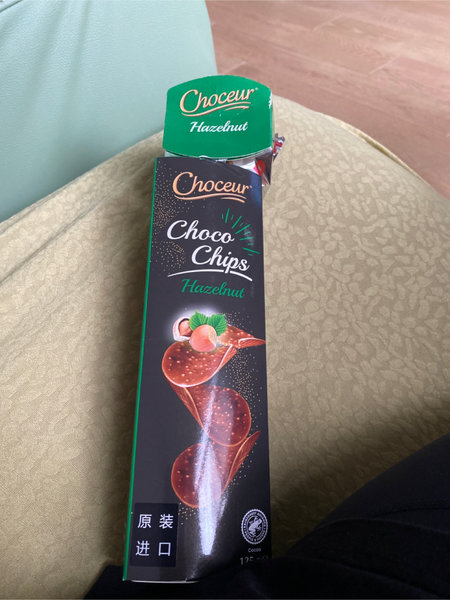 Choceur
Hazelnut
Choceur
Choco
Chips
Hazelnut
原装
进口
Cocoa